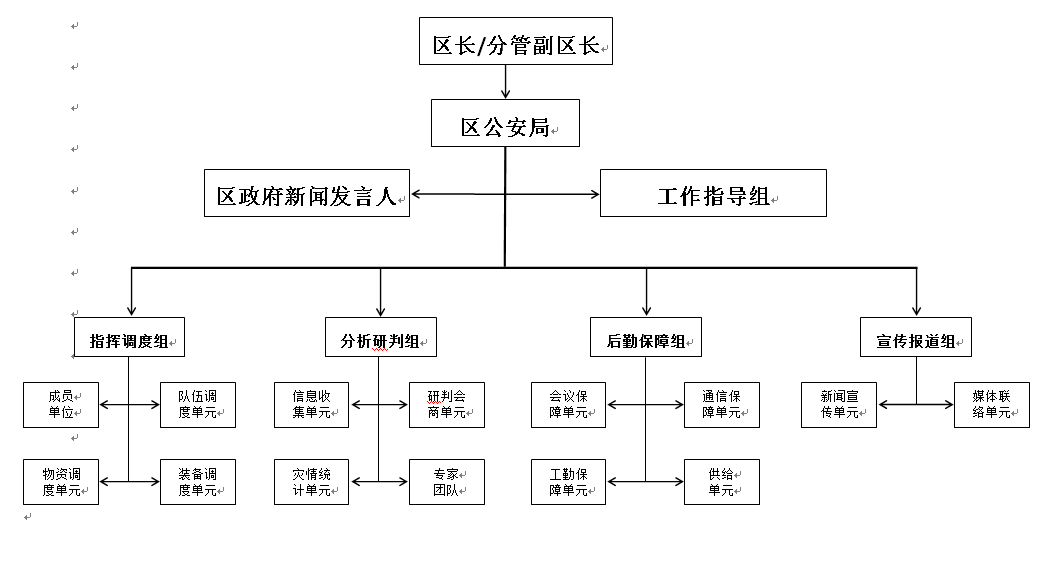 区长/分管副区长
区公安局
区政府新闻发言人
工作指导组
指挥调度组
分析研判组
后勤保障组
宣传报道组
成员
单位
队伍调
度单元
信息收
集单元
研判会
商单元
会议保
障单元
通信保
障单元
新闻宣
传单元
媒体联
络单元
物资调
度单元
装备调
度单元
灾情统
计单元
专家
团队
工勤保
障单元
供给
单元